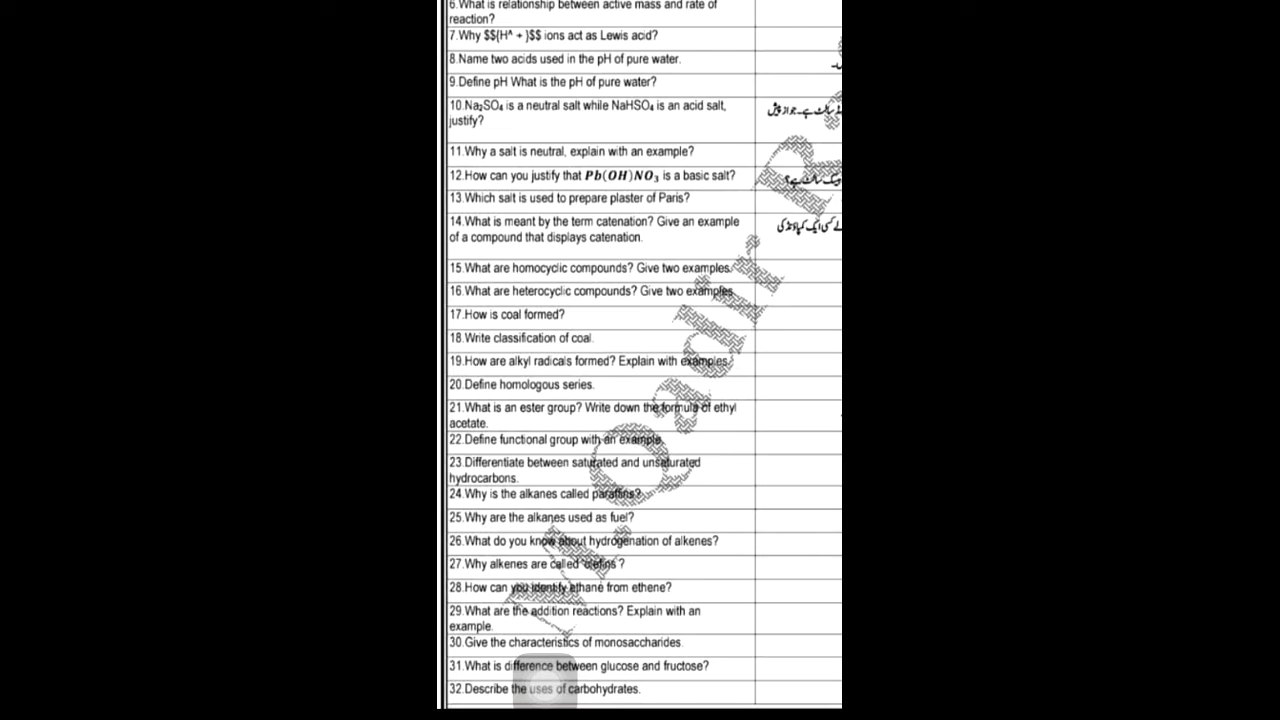 6.What is relationship between active mass and rate of
reaction?
7.Why $${H^ + }$$ ions act as Lewis acid?
8.Name two acids used in the pH of pure water.
9.Define pH What is the pH of pure water?
10.Na₂SO₄ is a neutral salt while NaHSO₄ is an acid salt,
justify?
سالٹ ہے۔ جواز پیش
11.Why a salt is neutral, explain with an example?
12.How can you justify that Pb(OH)NO₃ is a basic salt?
سالٹ ہے؟
13.Which salt is used to prepare plaster of Paris?
14.What is meant by the term catenation? Give an example
of a compound that displays catenation.
کسی ایک کمپاؤنڈ کی
15.What are homocyclic compounds? Give two examples.
16.What are heterocyclic compounds? Give two examples.
17.How is coal formed?
18.Write classification of coal.
19.How are alkyl radicals formed? Explain with examples.
20.Define homologous series.
21.What is an ester group? Write down the formula of ethyl
acetate.
22.Define functional group with an example.
23.Differentiate between saturated and unsaturated
hydrocarbons.
24.Why is the alkanes called paraffins?
25.Why are the alkanes used as fuel?
26.What do you know about hydrogenation of alkenes?
27.Why alkenes are called 'olefins'?
28.How can you identify ethane from ethene?
29.What are the addition reactions? Explain with an
example.
30.Give the characteristics of monosaccharides.
31.What is difference between glucose and fructose?
32.Describe the uses of carbohydrates.